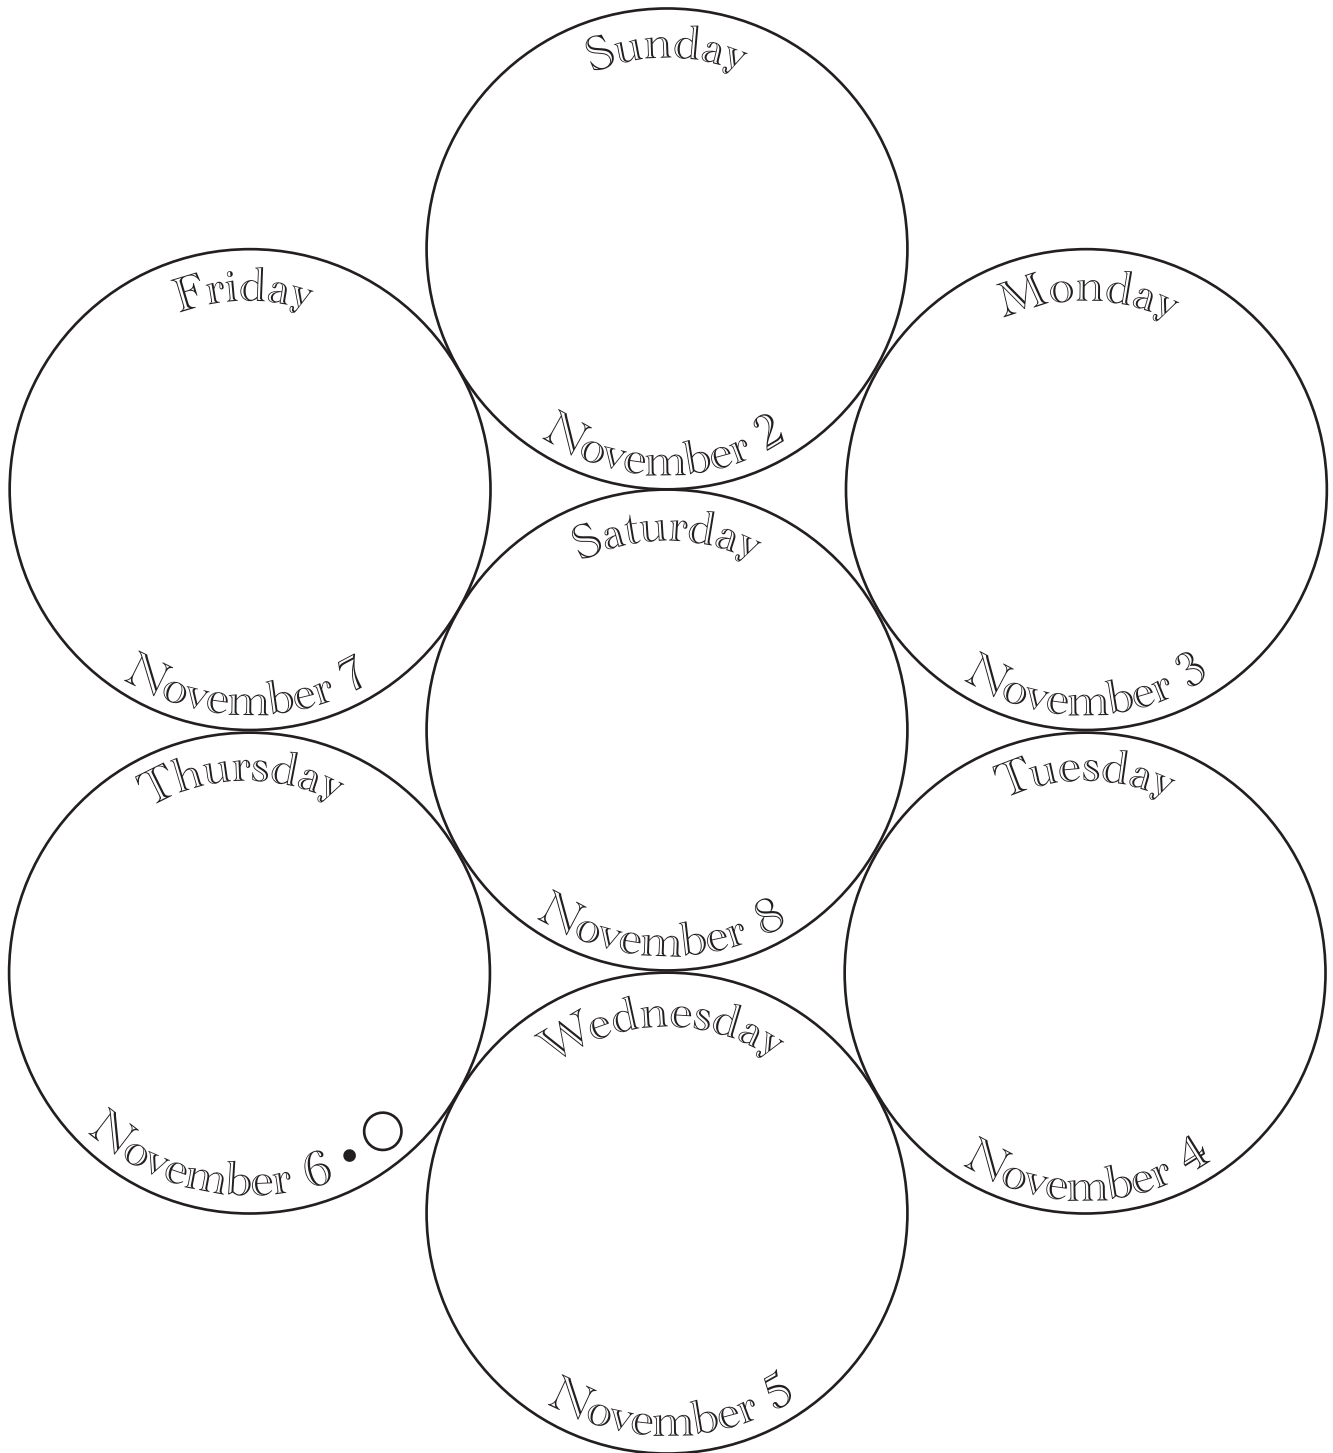 Sunday
November 2
Friday
November 7
Monday
November 3
Saturday
November 8
Thursday
November 6 •
Tuesday
November 4
Wednesday
November 5